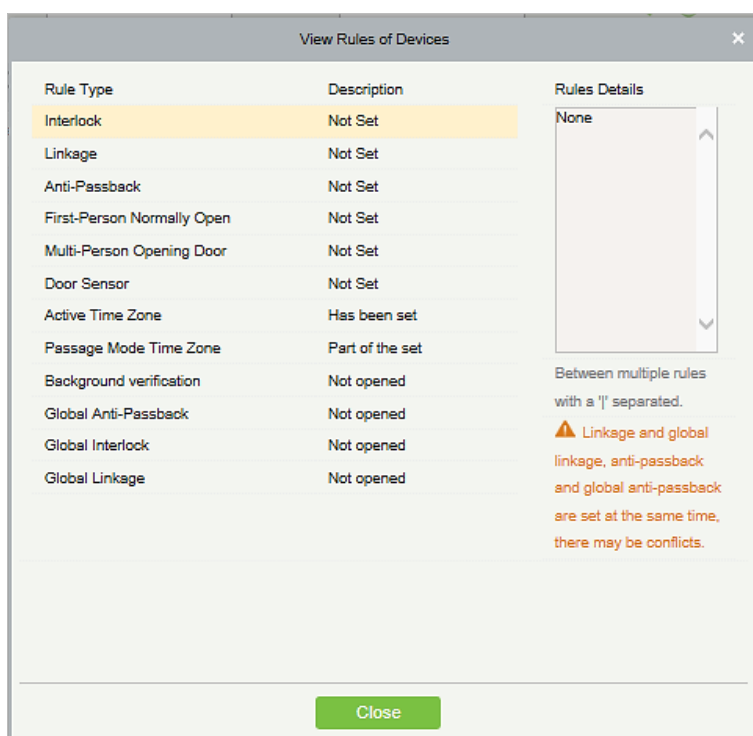 View Rules of Devices
Rule Type Description Rules Details
Interlock Not Set None
Linkage Not Set
Anti-Passback Not Set
First-Person Normally Open Not Set
Multi-Person Opening Door Not Set
Door Sensor Not Set
Active Time Zone Has been set
Passage Mode Time Zone Part of the set
Background verification Not opened
Global Anti-Passback Not opened
Global Interlock Not opened
Global Linkage Not opened
Between multiple rules
with a '|' separated.
Linkage and global
linkage, anti-passback
and global anti-passback
are set at the same time,
there may be conflicts.
Close